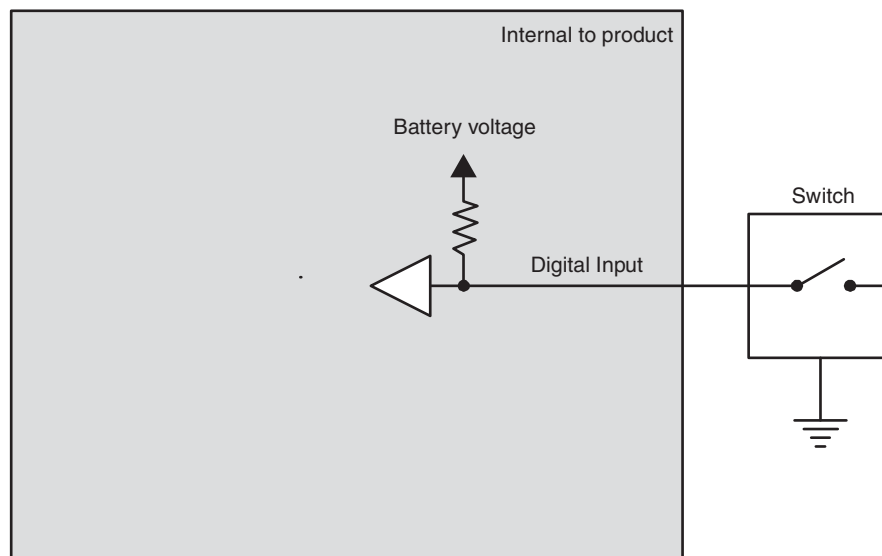 Internal to product
Battery voltage
Switch
Digital Input